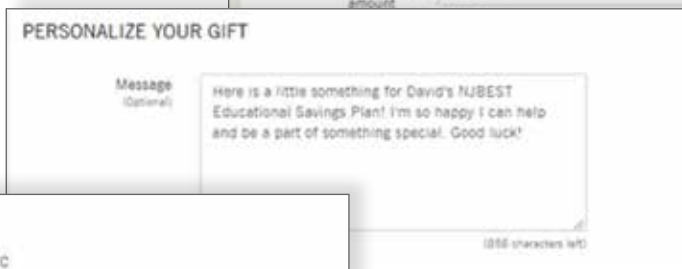 amount
PERSONALIZE YOUR GIFT
Message
(Optional)
Here is a little something for David's NJBEST
Educational Savings Plan! I'm so happy I can help
and be a part of something special. Good luck!
characters left)
c